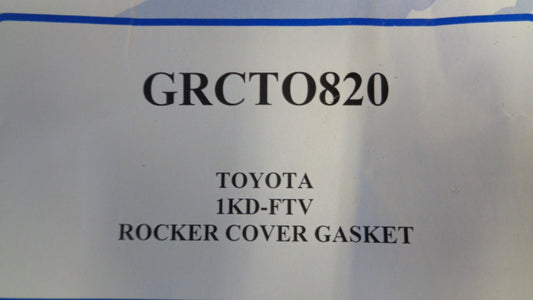 GRCTO820
TOYOTA
1KD-FTV
ROCKER COVER GASKET